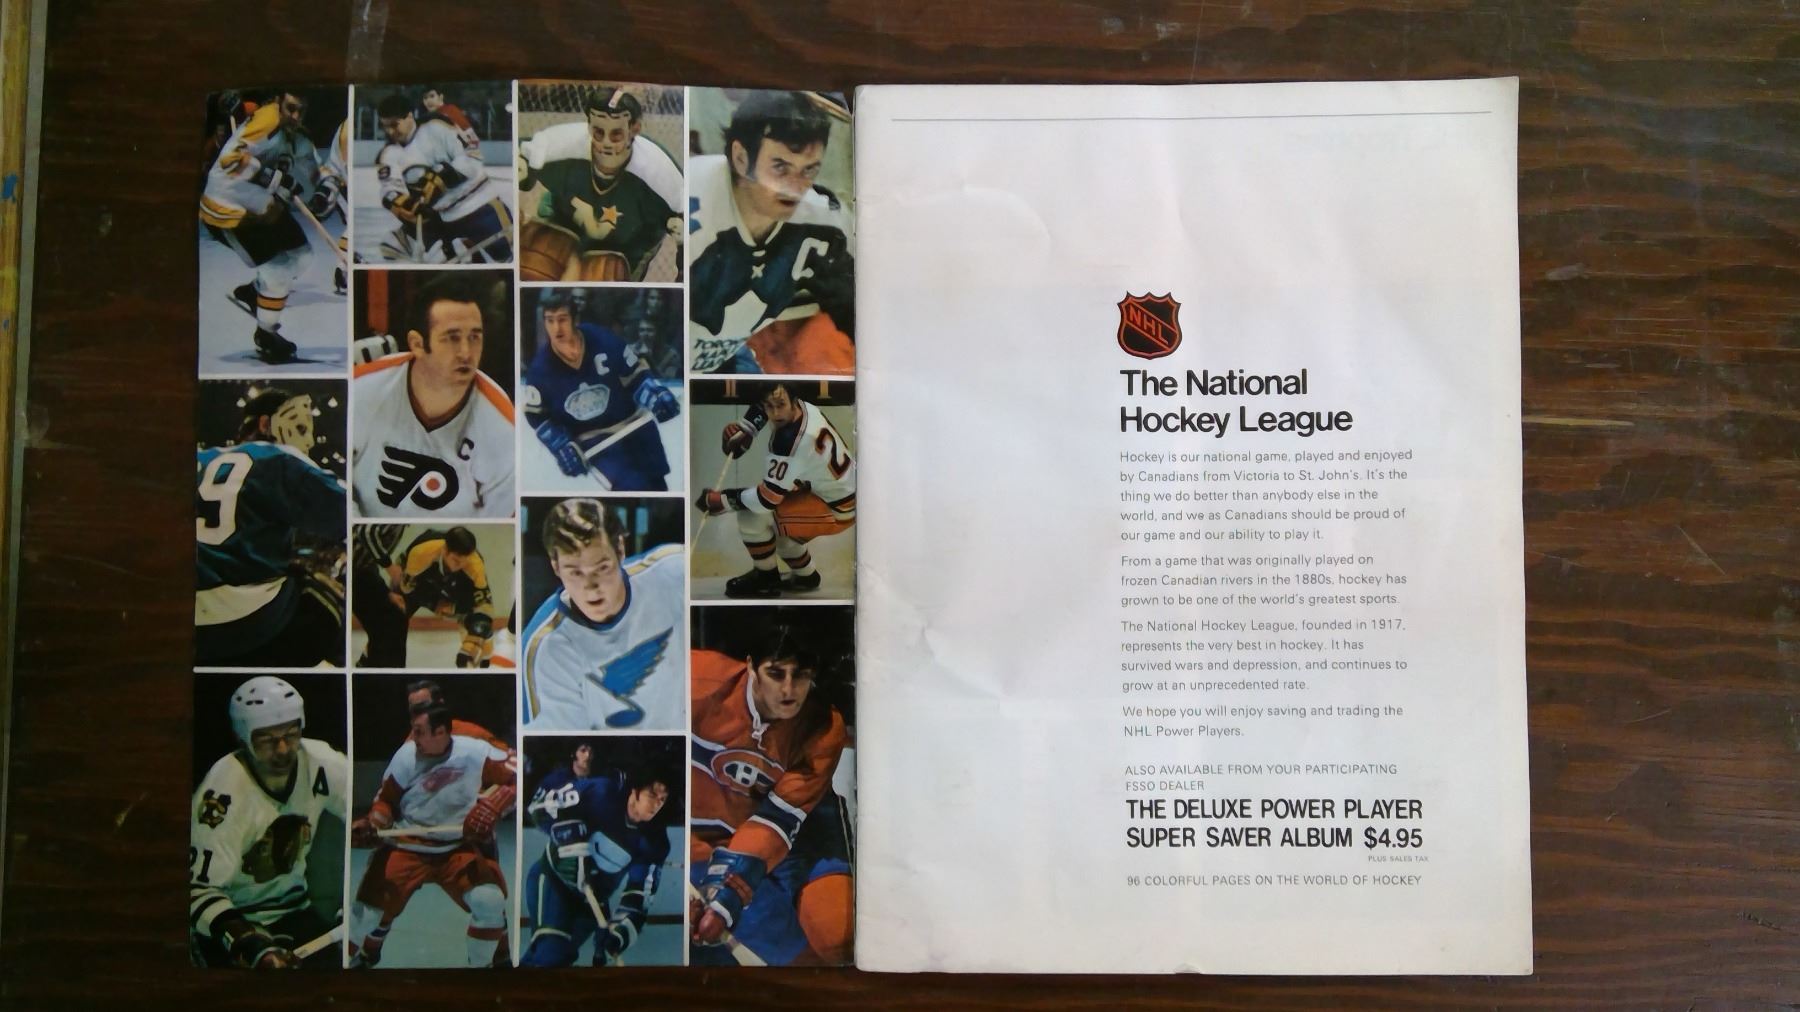 C
C
TORONTO
MAPLE
LEAFS
9
C
20
2
A
21
NHL
The National
Hockey League
Hockey is our national game, played and enjoyed
by Canadians from Victoria to St. John's. It's the
thing we do better than anybody else in the
world, and we as Canadians should be proud of
our game and our ability to play it.
From a game that was originally played on
frozen Canadian rivers in the 1880s, hockey has
grown to be one of the world's greatest sports.
The National Hockey League, founded in 1917,
represents the very best in hockey. It has
survived wars and depression, and continues to
grow at an unprecedented rate.
We hope you will enjoy saving and trading the
NHL Power Players.
ALSO AVAILABLE FROM YOUR PARTICIPATING
FSSO DEALER
THE DELUXE POWER PLAYER
SUPER SAVER ALBUM $4.95
PLUS SALES TAX
96 COLORFUL PAGES ON THE WORLD OF HOCKEY